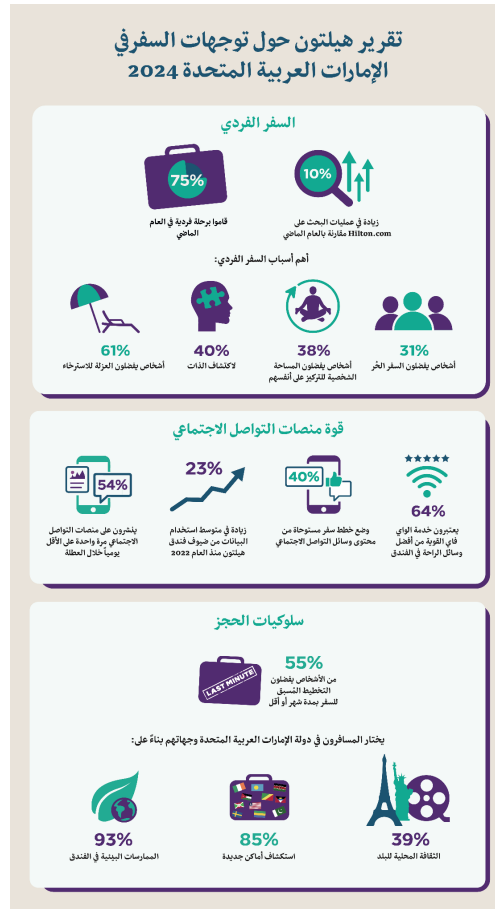 تقرير هيلتون حول توجهات السفر في
الإمارات العربية المتحدة 2024
السفر الفردي
10%
زيادة في عمليات البحث على
Hilton.com مقارنة بالعام الماضي
75%
قاموا برحلة فردية في العام
الماضي
أهم أسباب السفر الفردي:
31%
أشخاص يفضلون السفر الحُر
38%
أشخاص يفضلون المساحة
الشخصية للتركيز على أنفسهم
40%
لاكتشاف الذات
61%
أشخاص يفضلون العزلة للاسترخاء
قوة منصات التواصل الاجتماعي
64%
يعتبرون خدمة الواي
فاي القوية من أفضل
وسائل الراحة في الفندق
40%
وضع خطط سفر مستوحاة من
محتوى وسائل التواصل الاجتماعي
23%
زيادة في متوسط استخدام
البيانات من ضيوف فندق
هيلتون منذ العام 2022
54%
ينشرون على منصات التواصل
الاجتماعي مرة واحدة على الأقل
يومياً خلال العطلة
سلوكيات الحجز
55%
من الأشخاص يفضلون
التخطيط المُسبق
للسفر بمدة شهر أو أقل
LAST MINUTE
يختار المسافرون في دولة الإمارات العربية المتحدة وجهاتهم بناءً على:
39%
الثقافة المحلية للبلد
85%
استكشاف أماكن جديدة
93%
الممارسات البيئية في الفندق